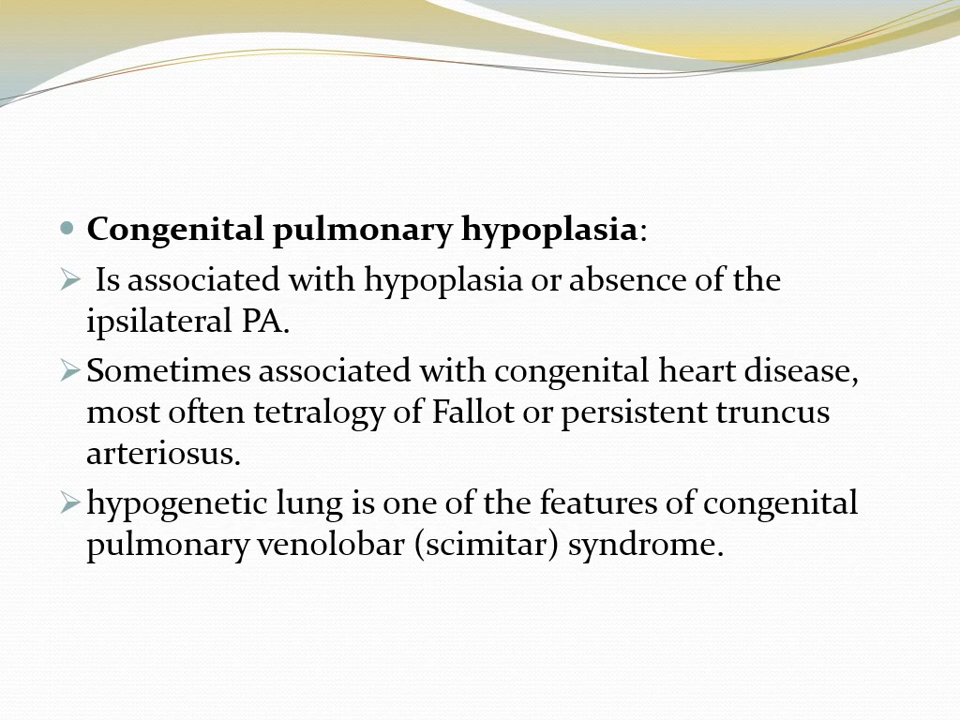 Congenital pulmonary hypoplasia:
Is associated with hypoplasia or absence of the
ipsilateral PA.
Sometimes associated with congenital heart disease,
most often tetralogy of Fallot or persistent truncus
arteriosus.
hypogenetic lung is one of the features of congenital
pulmonary venolobar (scimitar) syndrome.